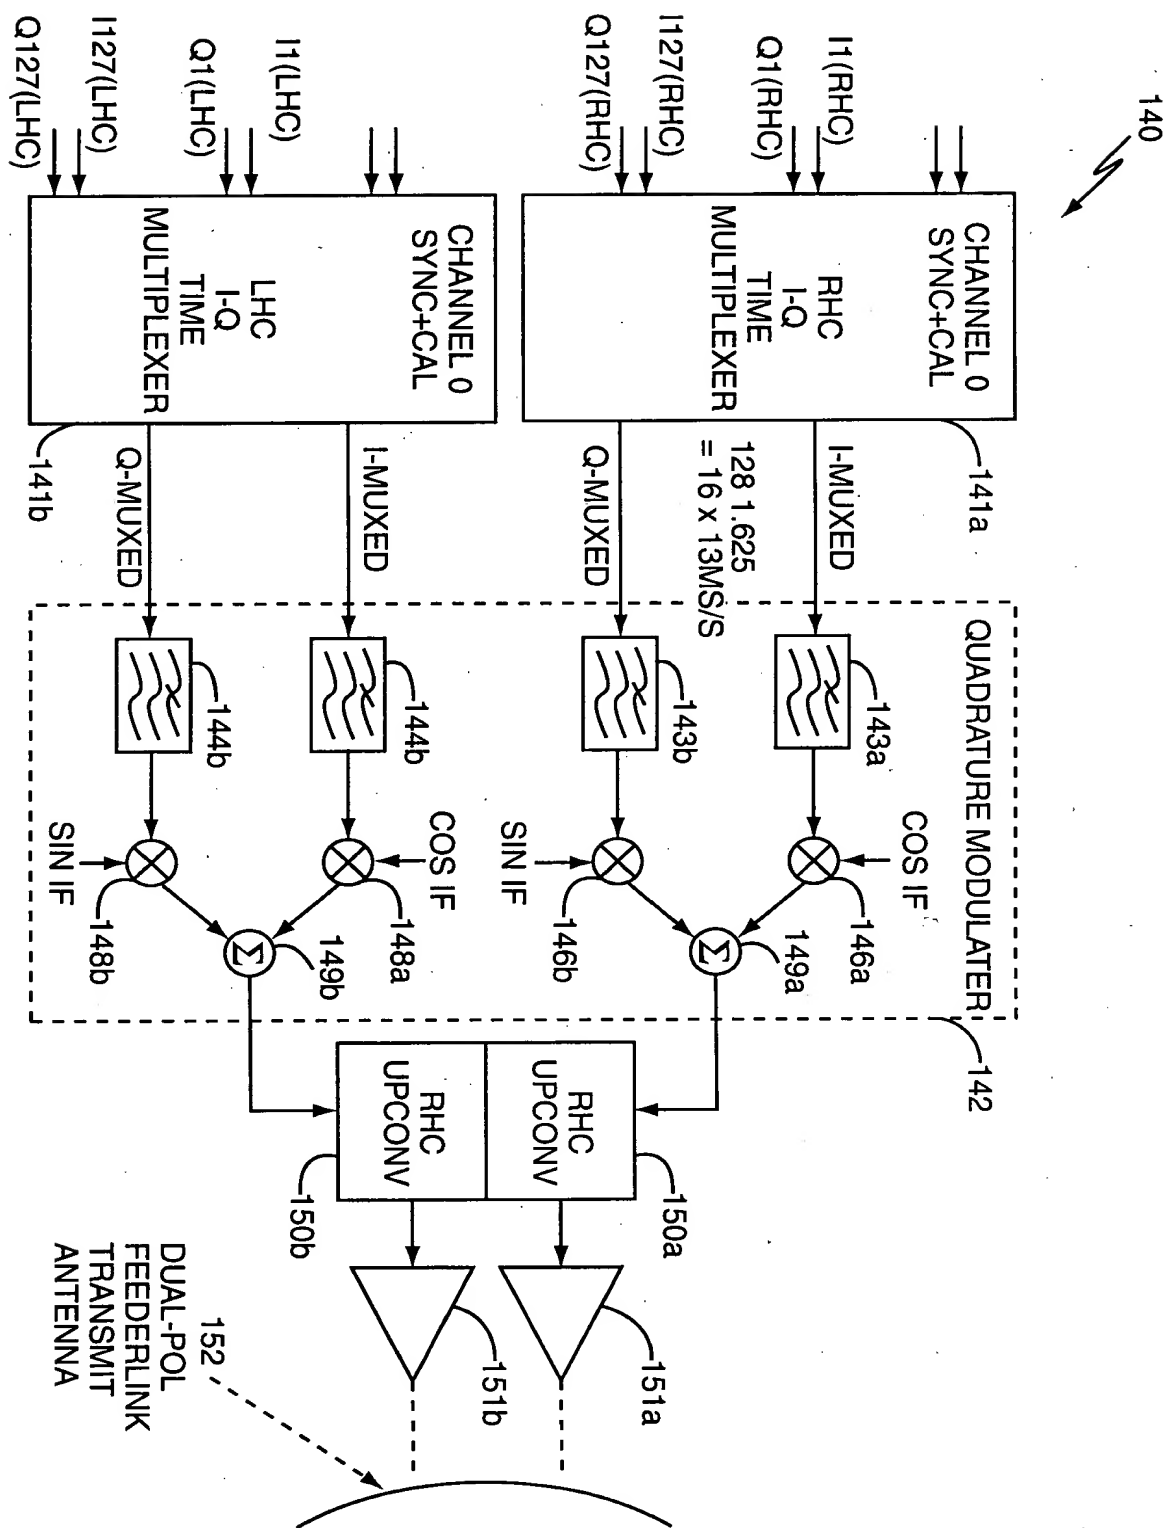 140
I1(RHC)
Q1(RHC)
I127(RHC)
Q127(RHC)
I1(LHC)
Q1(LHC)
I127(LHC)
Q127(LHC)
CHANNEL 0
SYNC+CAL
RHC
I-Q
TIME
MULTIPLEXER
CHANNEL 0
SYNC+CAL
LHC
I-Q
TIME
MULTIPLEXER
141a
I-MUXED
128 1.625
= 16 x 13MS/S
Q-MUXED
I-MUXED
Q-MUXED
141b
QUADRATURE MODULATER
143a
143b
144b
144b
COS IF
SIN IF
COS IF
SIN IF
146a
149a
146b
148a
149b
148b
142
RHC
UPCONV
RHC
UPCONV
150a
150b
151a
151b
152
DUAL-POL
FEEDERLINK
TRANSMIT
ANTENNA